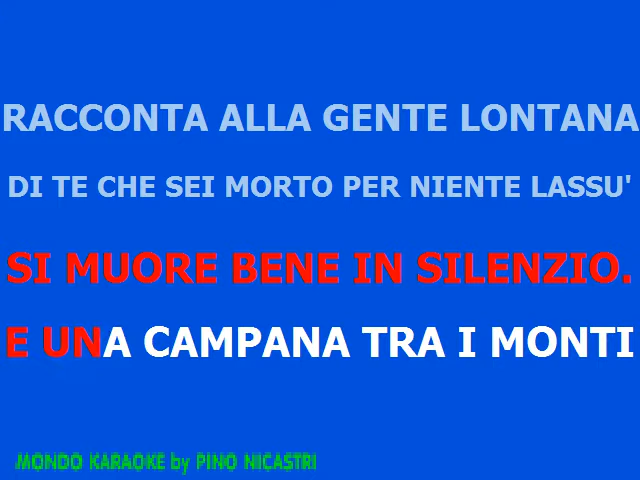 RACCONTA ALLA GENTE LONTANA
DI TE CHE SEI MORTO PER NIENTE LASSU'
SI MUORE BENE IN SILENZIO.
E UNA CAMPANA TRA I MONTI
MONDO KARAOKE by PINO NICASTRI